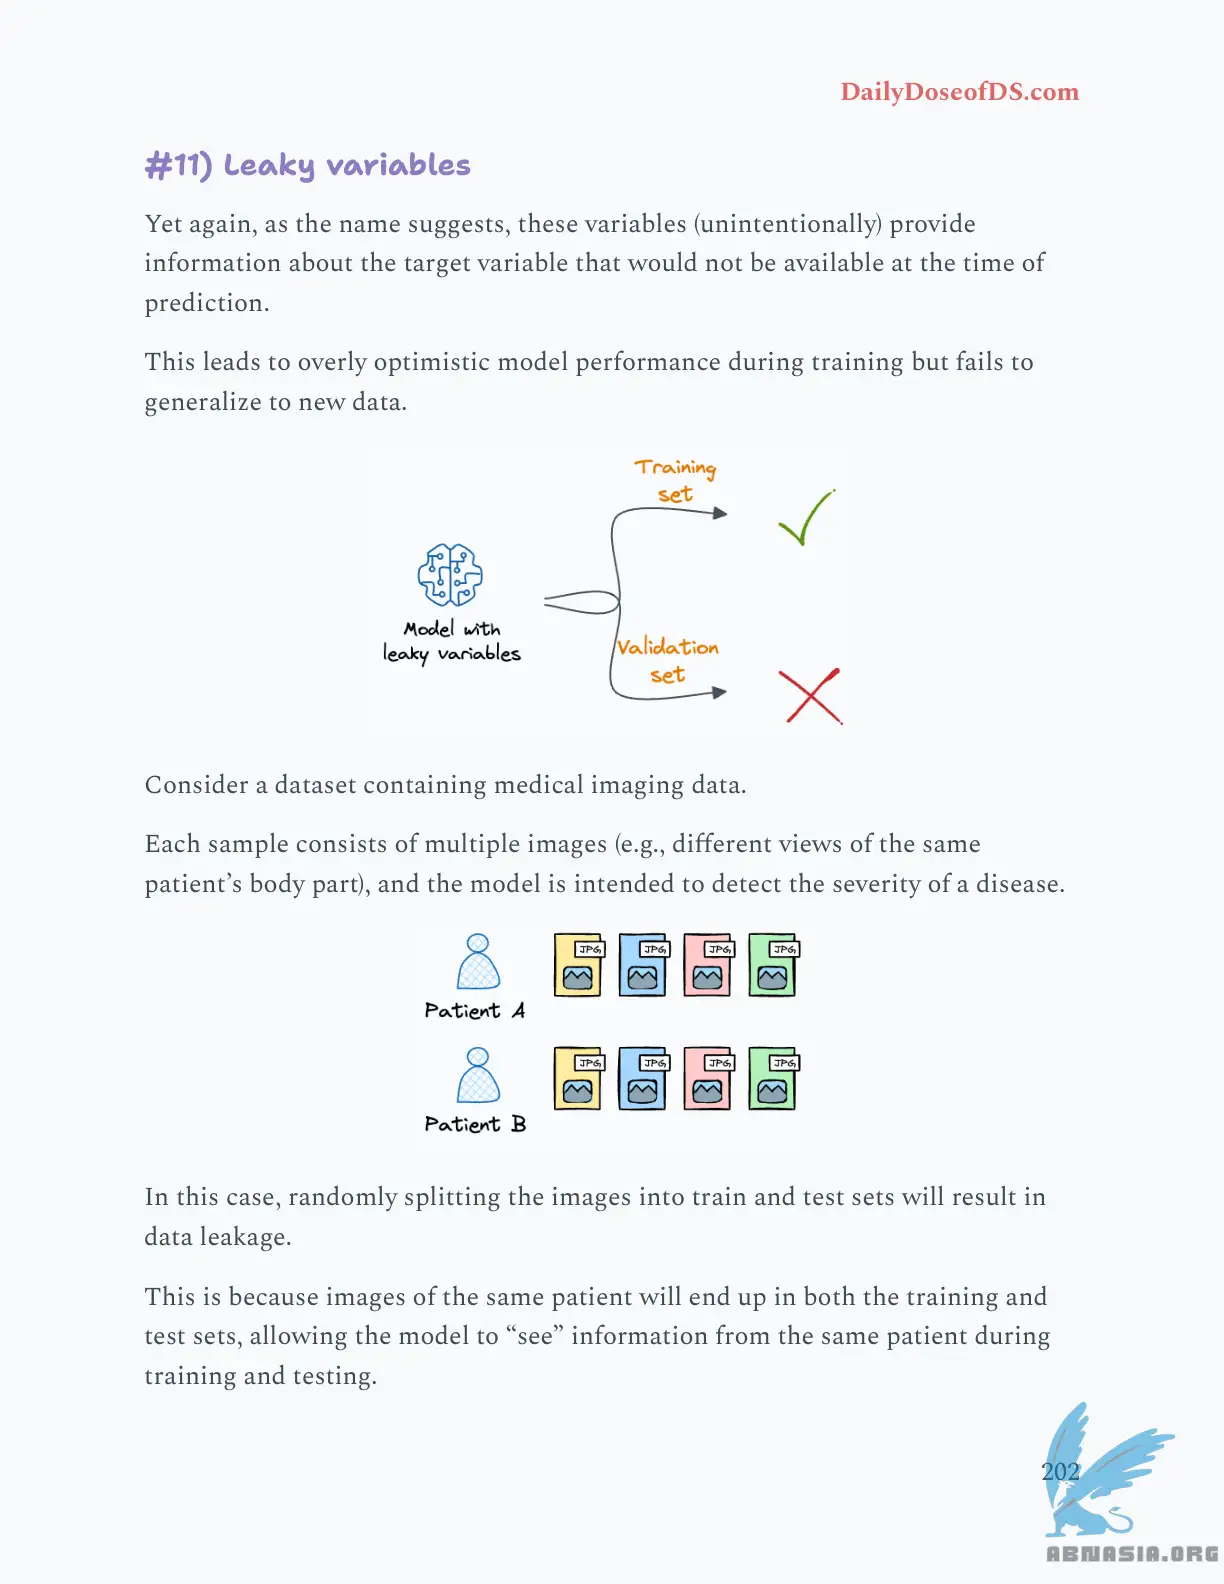 DailyDoseofDS.com
#11) Leaky variables
Yet again, as the name suggests, these variables (unintentionally) provide
information about the target variable that would not be available at the time of
prediction.
This leads to overly optimistic model performance during training but fails to
generalize to new data.
Training
set
Model with
leaky variables
Validation
set
Consider a dataset containing medical imaging data.
Each sample consists of multiple images (e.g., different views of the same
patient’s body part), and the model is intended to detect the severity of a disease.
JPG JPG JPG JPG
Patient A
JPG JPG JPG JPG
Patient B
In this case, randomly splitting the images into train and test sets will result in
data leakage.
This is because images of the same patient will end up in both the training and
test sets, allowing the model to “see” information from the same patient during
training and testing.
202
ABNASIA.ORG